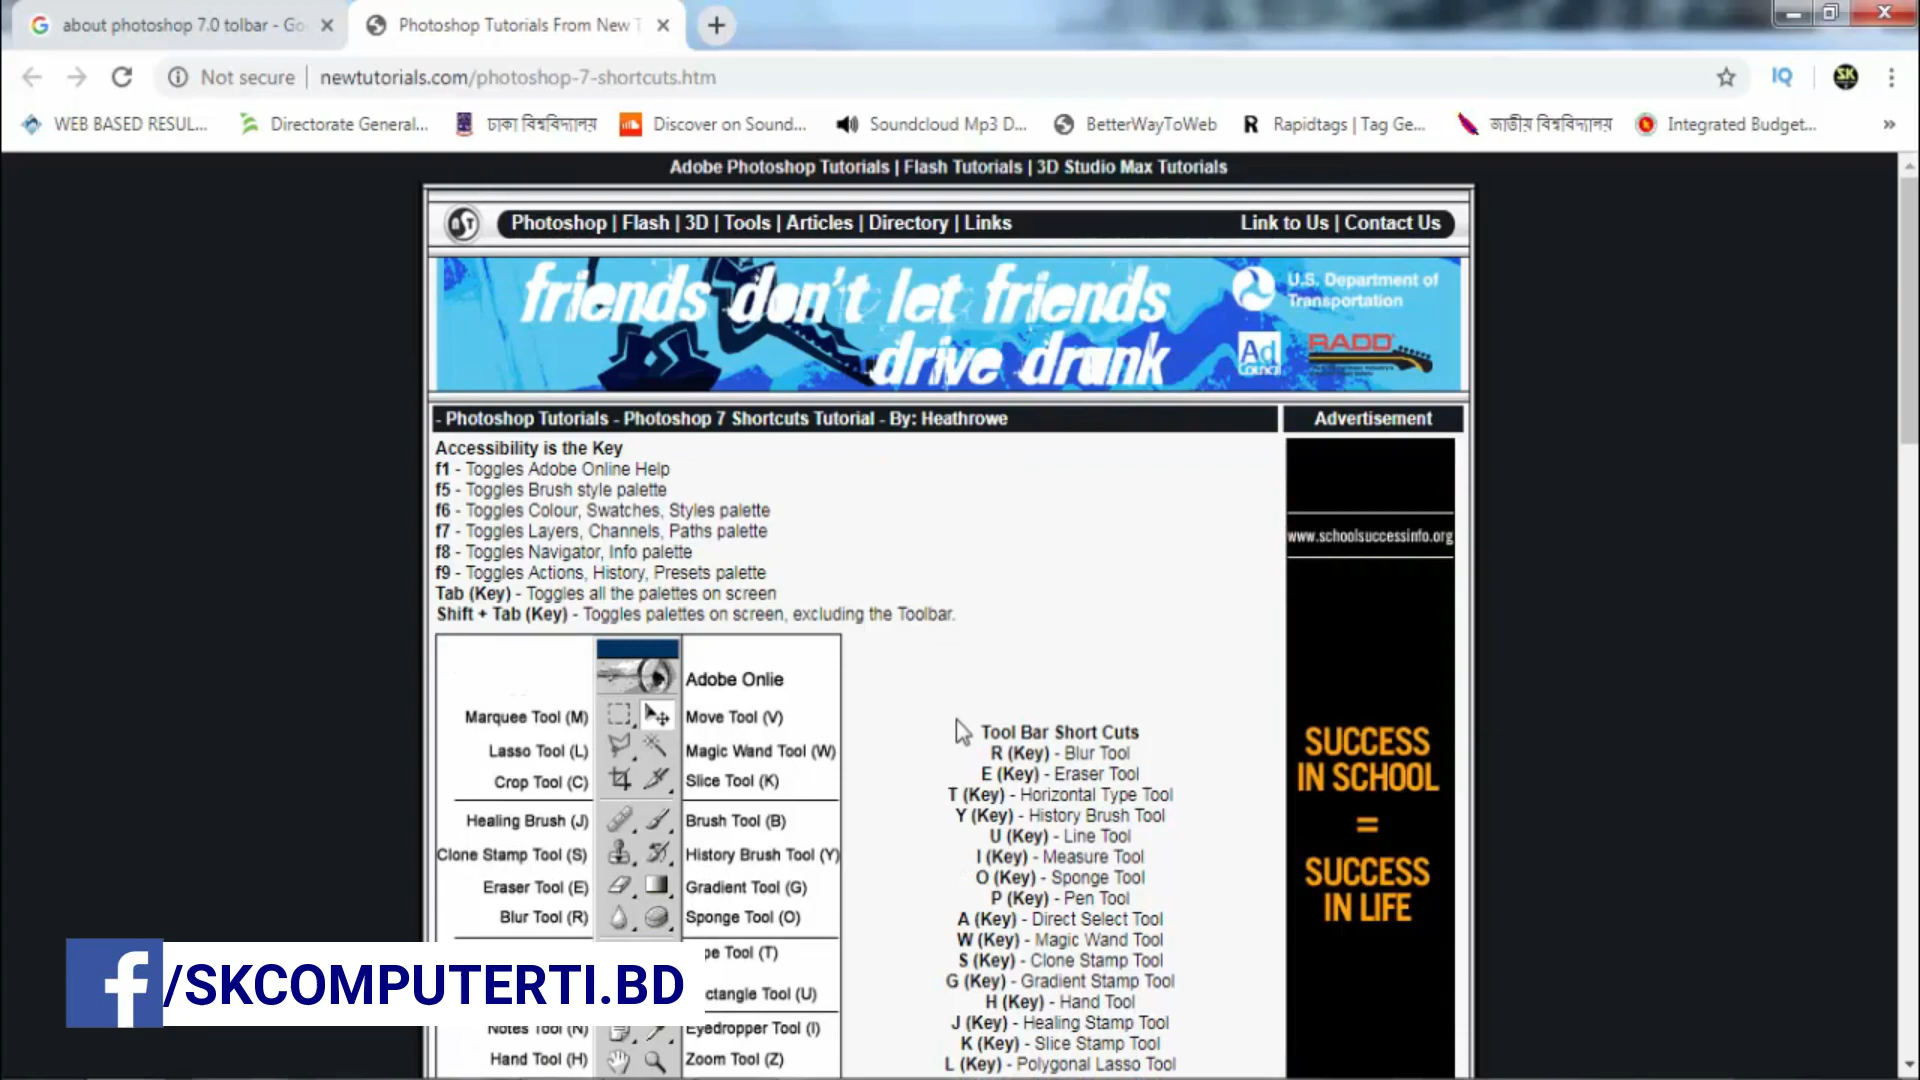 about photoshop 7.0 tolbar - Go
Photoshop Tutorials From New T
Not secure
newtutorials.com/photoshop-7-shortcuts.htm
IQ
SK
WEB BASED RESUL...
Directorate General...
ঢাকা বিশ্ববিদ্যালয়
Discover on Sound...
Soundcloud Mp3 D...
BetterWayToWeb
R Rapidtags | Tag Ge...
জাতীয় বিশ্ববিদ্যালয়
Integrated Budget...
Adobe Photoshop Tutorials | Flash Tutorials | 3D Studio Max Tutorials
Photoshop | Flash | 3D | Tools | Articles | Directory | Links
Link to Us | Contact Us
friends don't let friends
drive drunk
U.S. Department of
Transportation
Ad
Council
RADD
- Photoshop Tutorials - Photoshop 7 Shortcuts Tutorial - By: Heathrowe
Advertisement
Accessibility is the Key
f1 - Toggles Adobe Online Help
f5 - Toggles Brush style palette
f6 - Toggles Colour, Swatches, Styles palette
f7 - Toggles Layers, Channels, Paths palette
f8 - Toggles Navigator, Info palette
f9 - Toggles Actions, History, Presets palette
Tab (Key) - Toggles all the palettes on screen
Shift + Tab (Key) - Toggles palettes on screen, excluding the Toolbar.
Adobe Onlie
Marquee Tool (M)
Move Tool (V)
Lasso Tool (L)
Magic Wand Tool (W)
Crop Tool (C)
Slice Tool (K)
Healing Brush (J)
Brush Tool (B)
Clone Stamp Tool (S)
History Brush Tool (Y)
Eraser Tool (E)
Gradient Tool (G)
Blur Tool (R)
Sponge Tool (O)
pe Tool (T)
ctangle Tool (U)
Notes Tool (N)
Eyedropper Tool (I)
Hand Tool (H)
Zoom Tool (Z)
Tool Bar Short Cuts
R (Key) - Blur Tool
E (Key) - Eraser Tool
T (Key) - Horizontal Type Tool
Y (Key) - History Brush Tool
U (Key) - Line Tool
I (Key) - Measure Tool
O (Key) - Sponge Tool
P (Key) - Pen Tool
A (Key) - Direct Select Tool
W (Key) - Magic Wand Tool
S (Key) - Clone Stamp Tool
G (Key) - Gradient Stamp Tool
H (Key) - Hand Tool
J (Key) - Healing Stamp Tool
K (Key) - Slice Stamp Tool
L (Key) - Polygonal Lasso Tool
www.schoolsuccessinfo.org
SUCCESS
IN SCHOOL
=
SUCCESS
IN LIFE
f/SKCOMPUTERTI.BD